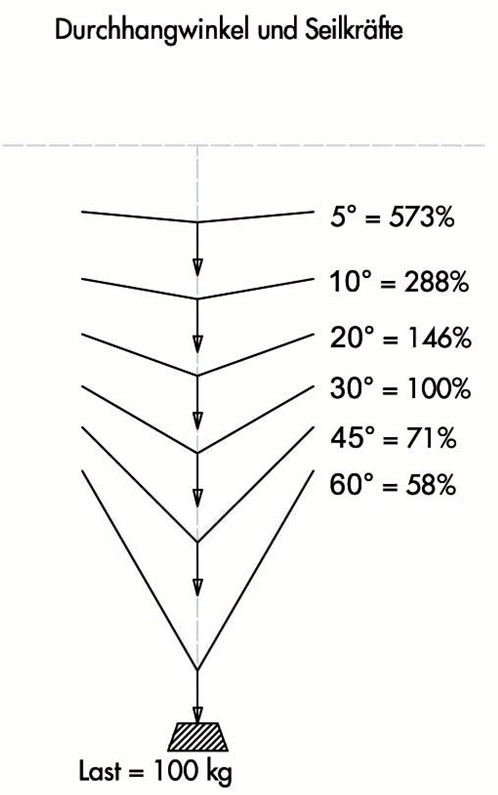 Durchhangwinkel und Seilkräfte
5° = 573%
10° = 288%
20° = 146%
30° = 100%
45° = 71%
60° = 58%
Last = 100 kg